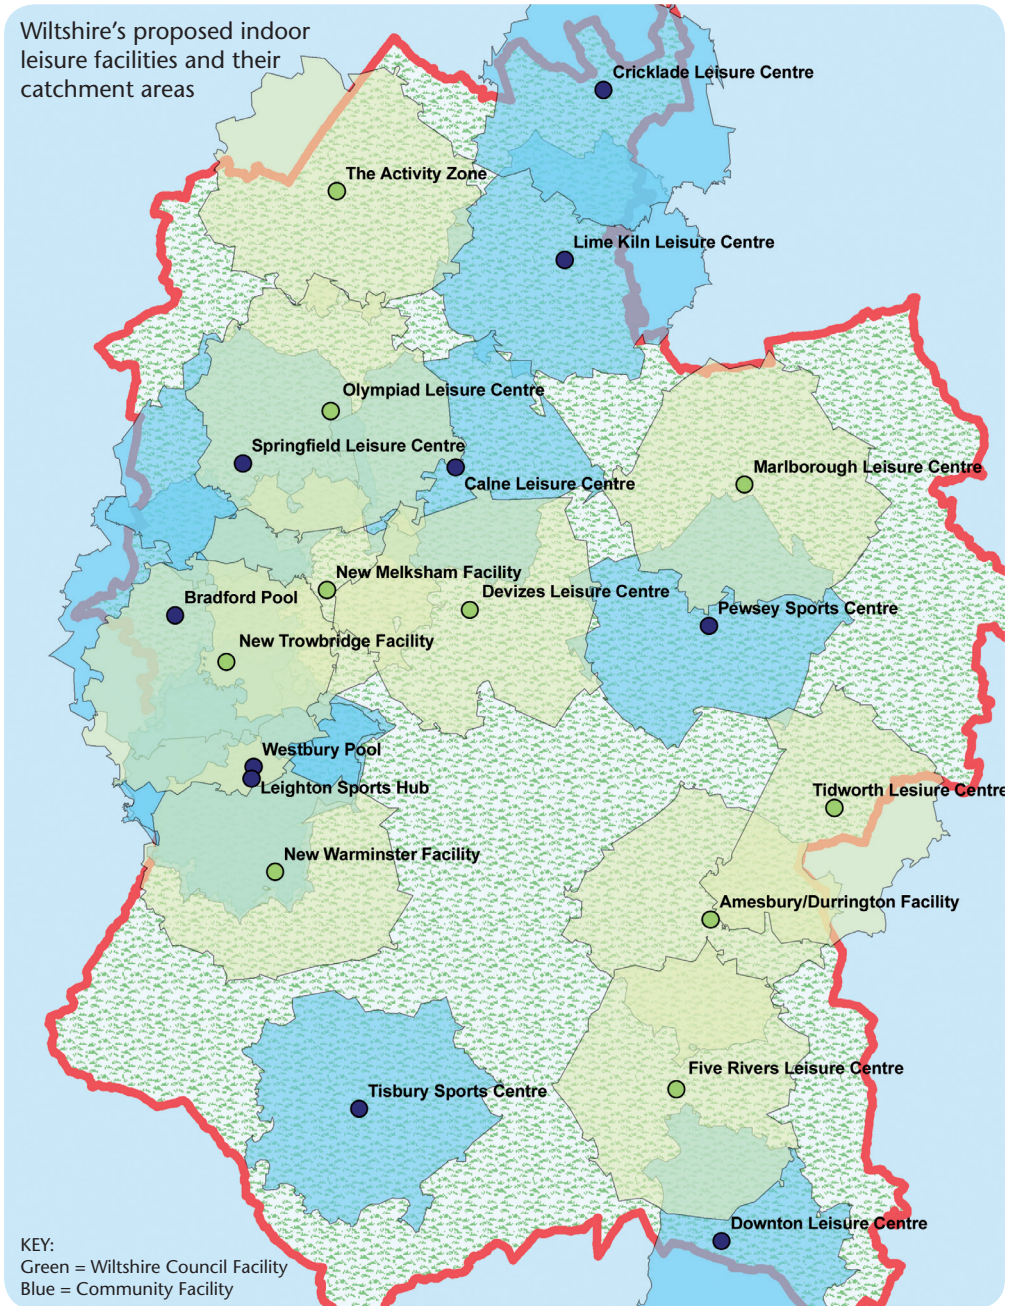 Wiltshire's proposed indoor
leisure facilities and their
catchment areas
Cricklade Leisure Centre
The Activity Zone
Lime Kiln Leisure Centre
Olympiad Leisure Centre
Springfield Leisure Centre
Marlborough Leisure Centre
Calne Leisure Centre
New Melksham Facility
Devizes Leisure Centre
Bradford Pool
Pewsey Sports Centre
New Trowbridge Facility
Westbury Pool
Leighton Sports Hub
Tidworth Lesiure Centre
New Warminster Facility
Amesbury/Durrington Facility
Five Rivers Leisure Centre
Tisbury Sports Centre
Downton Leisure Centre
KEY:
Green = Wiltshire Council Facility
Blue = Community Facility